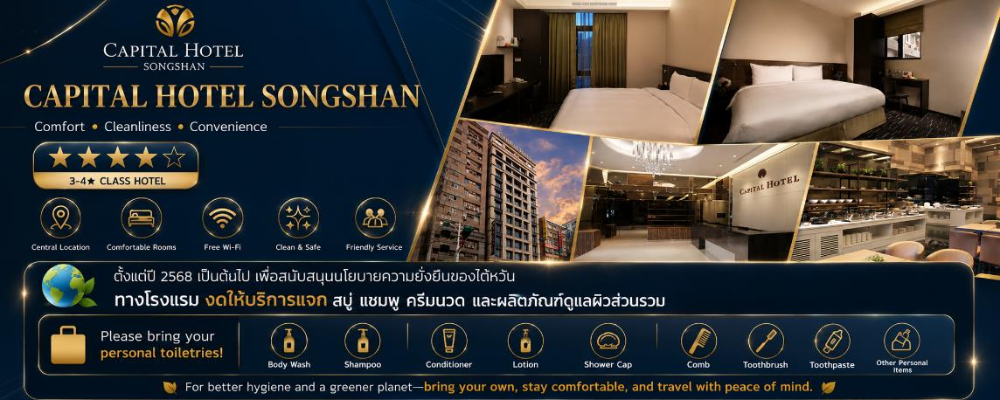 CAPITAL HOTEL
SONGSHAN
CAPITAL HOTEL SONGSHAN
Comfort • Cleanliness • Convenience
3-4★ CLASS HOTEL
Central Location
Comfortable Rooms
Free Wi-Fi
Clean & Safe
Friendly Service
CAPITAL HOTEL
ตั้งแต่ปี 2568 เป็นต้นไป เพื่อสนับสนุนนโยบายความยั่งยืนของไต้หวัน
ทางโรงแรม งดให้บริการแจก สบู่ แชมพู ครีมนวด และผลิตภัณฑ์ดูแลผิวส่วนรวม
Please bring your
personal toiletries!
Body Wash
Shampoo
Conditioner
Lotion
Shower Cap
Comb
Toothbrush
Toothpaste
Other Personal
Items
For better hygiene and a greener planet—bring your own, stay comfortable, and travel with peace of mind.